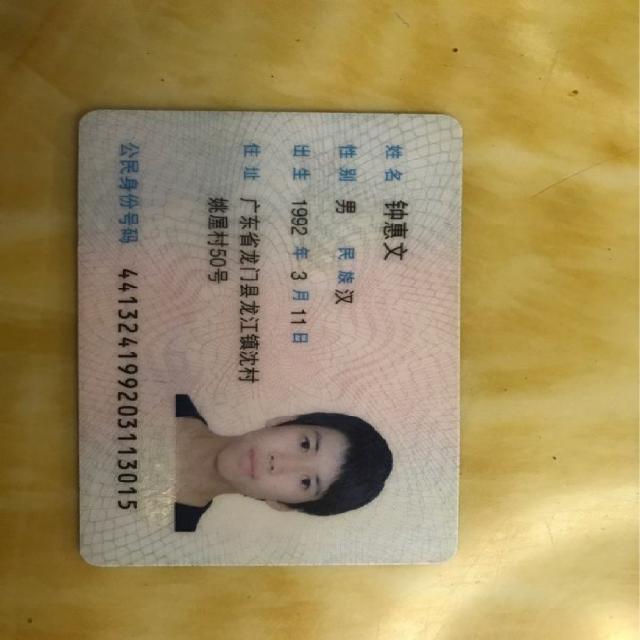 姓名 钟惠文
性别 男 民族 汉
出生 1992 年 3 月 11 日
住址 广东省龙门县龙江镇沈村
屋村50号
公民身份号码 441324199203113015